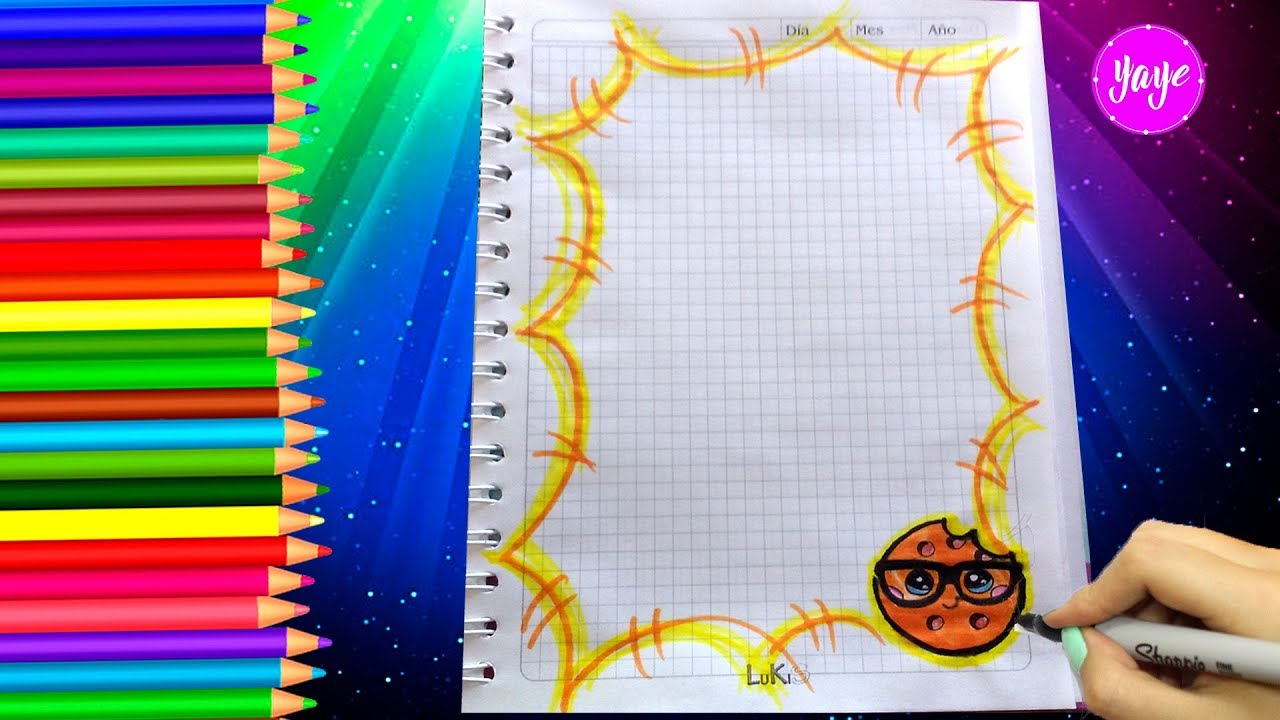 Día Mes Año
Yaye
LuKis
Sharpie